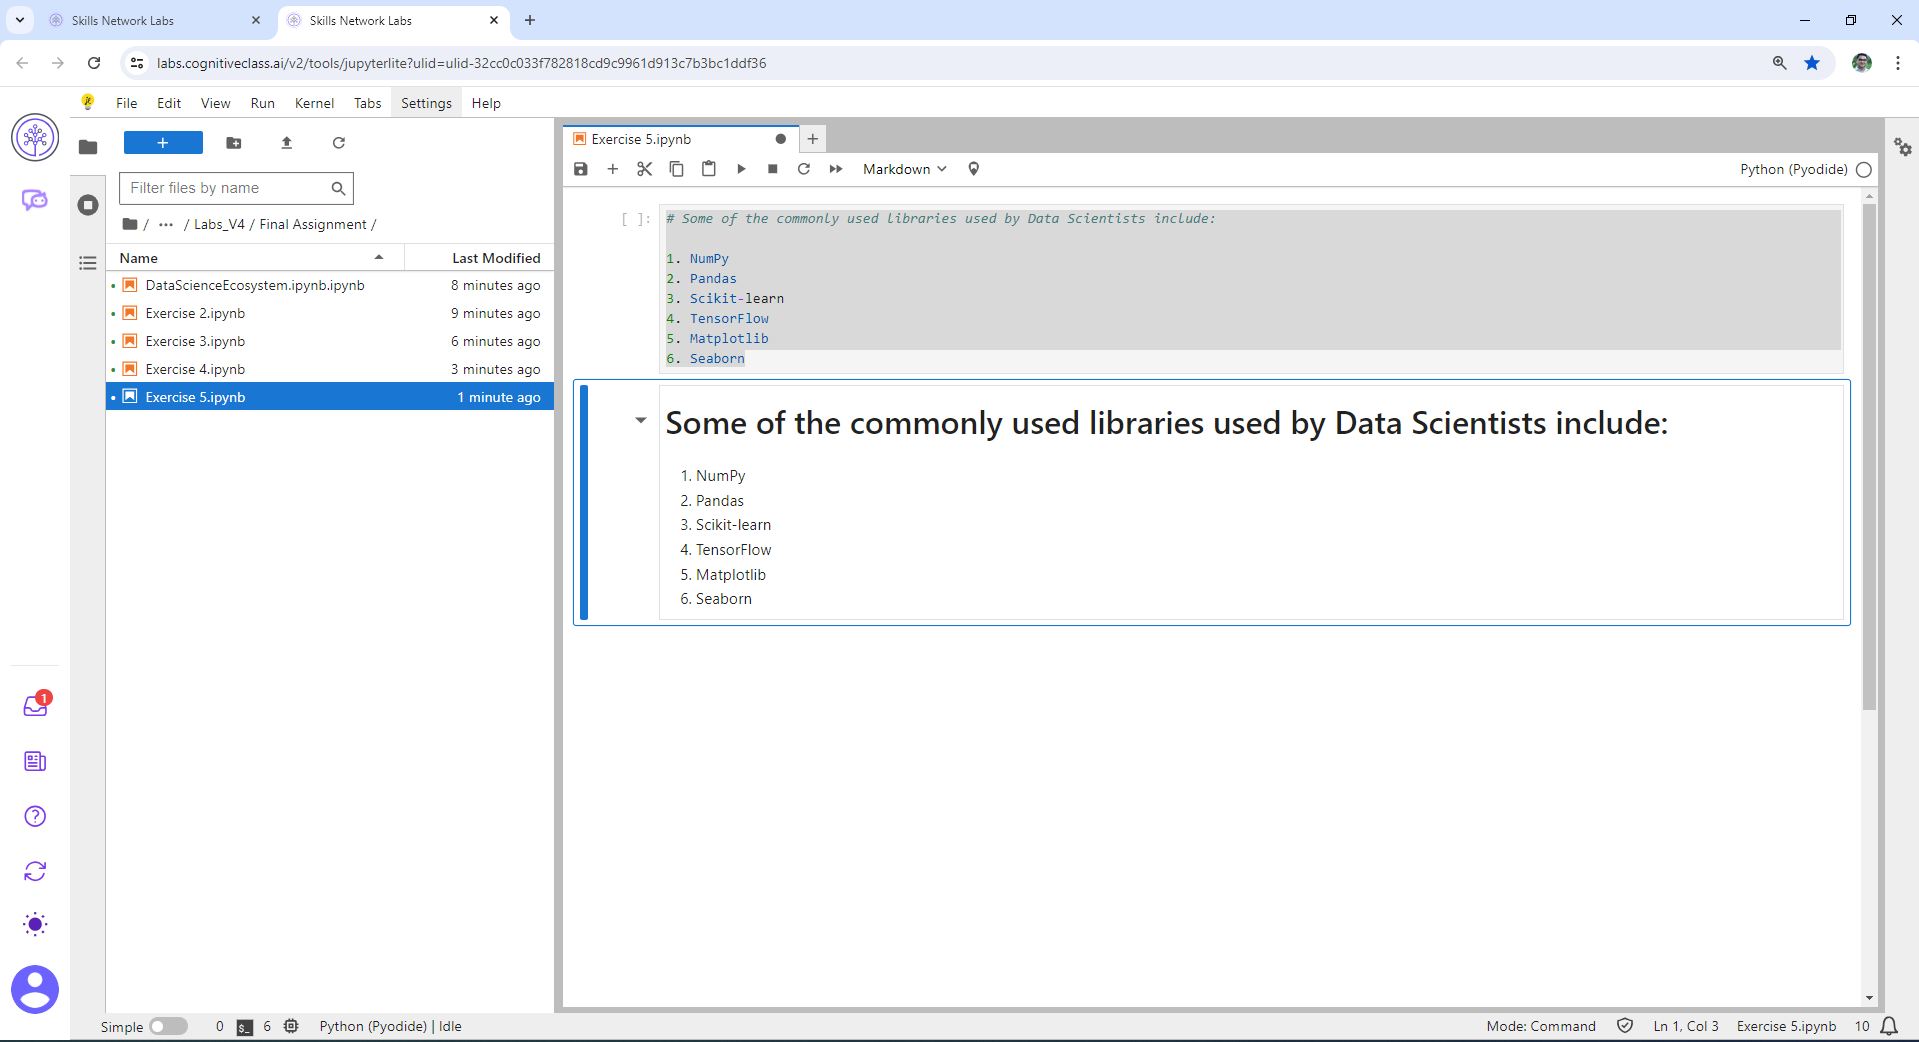 Skills Network Labs
Skills Network Labs
labs.cognitiveclass.ai/v2/tools/jupyterlite?ulid=ulid-32cc0c033f782818cd9c9961d913c7b3bc1ddf36
File Edit View Run Kernel Tabs Settings Help
Filter files by name
/ ··· / Labs_V4 / Final Assignment /
Name Last Modified
DataScienceEcosystem.ipynb.ipynb 8 minutes ago
Exercise 2.ipynb 9 minutes ago
Exercise 3.ipynb 6 minutes ago
Exercise 4.ipynb 3 minutes ago
Exercise 5.ipynb 1 minute ago
1
Exercise 5.ipynb
Markdown Python (Pyodide)
[ ]: # Some of the commonly used libraries used by Data Scientists include:
1. NumPy
2. Pandas
3. Scikit-learn
4. TensorFlow
5. Matplotlib
6. Seaborn
Some of the commonly used libraries used by Data Scientists include:
1. NumPy
2. Pandas
3. Scikit-learn
4. TensorFlow
5. Matplotlib
6. Seaborn
Simple 0 $_ 6 Python (Pyodide) | Idle Mode: Command Ln 1, Col 3 Exercise 5.ipynb 10